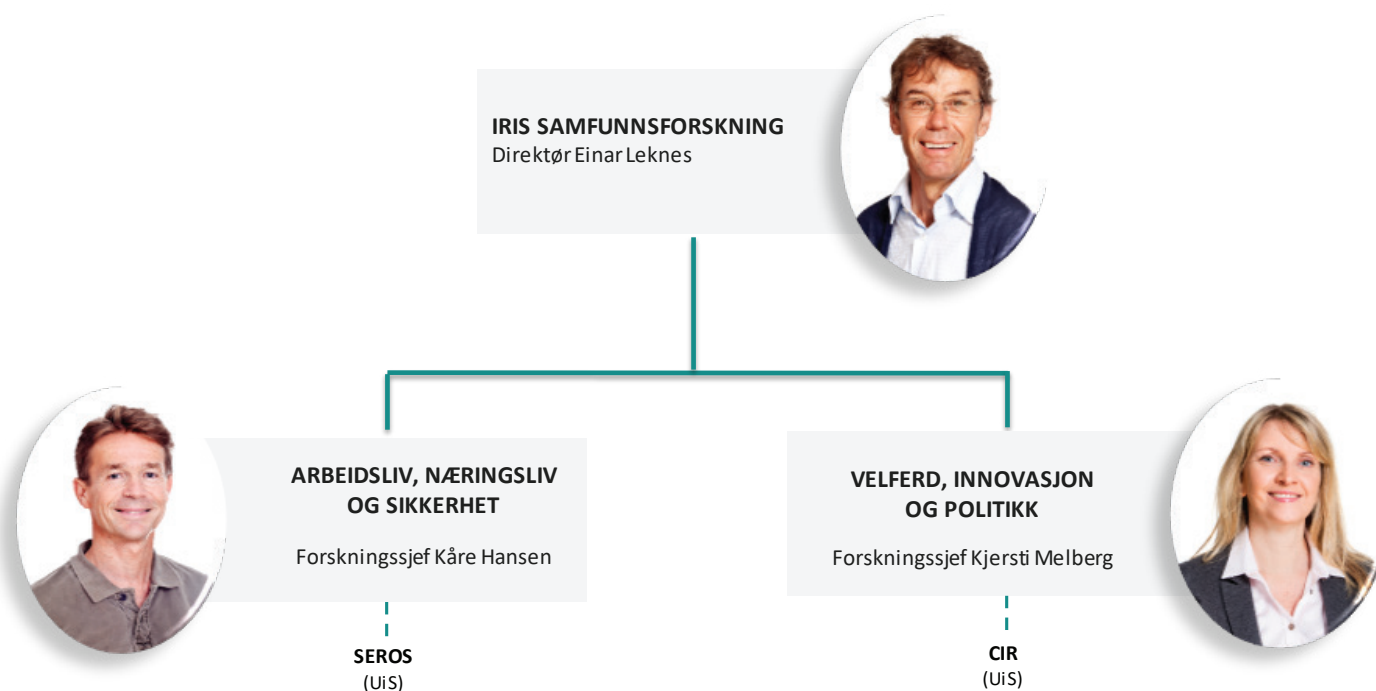 IRIS SAMFUNNSFORSKNING
Direktør Einar Leknes
ARBEIDSLIV, NÆRINGSLIV
OG SIKKERHET
Forskningssjef Kåre Hansen
VELFERD, INNOVASJON
OG POLITIKK
Forskningssjef Kjersti Melberg
SEROS
(UiS)
CIR
(UiS)